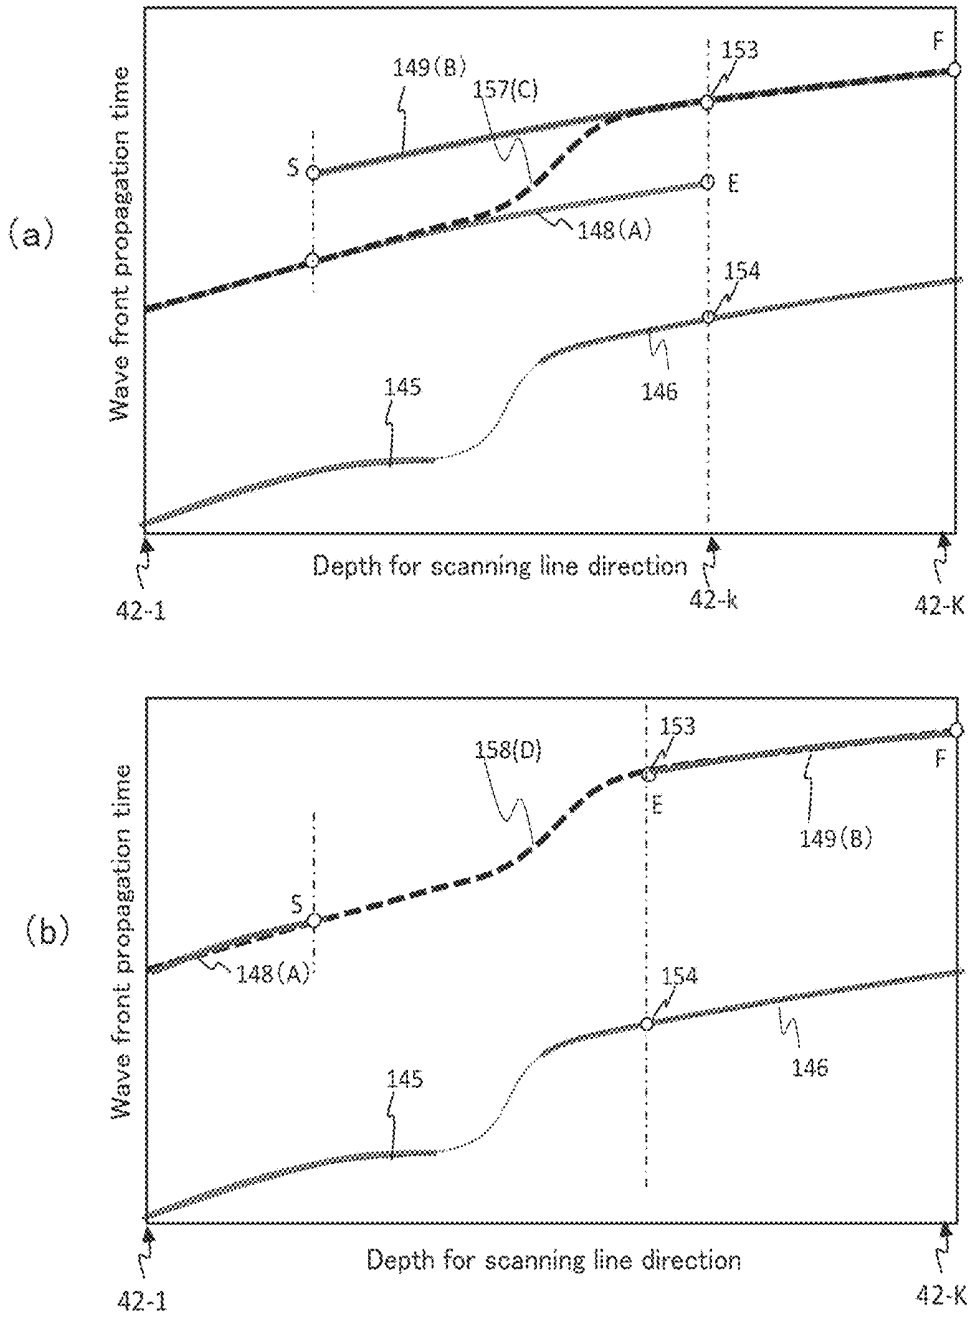 F
153
149(B)
157(C)
S
E
(a)
148(A)
154
Wave front propagation time
145
146
Depth for scanning line direction
42-1
42-k
42-K
153
158(D)
F
E
149(B)
S
(b)
148(A)
154
Wave front propagation time
146
145
Depth for scanning line direction
42-1
42-K